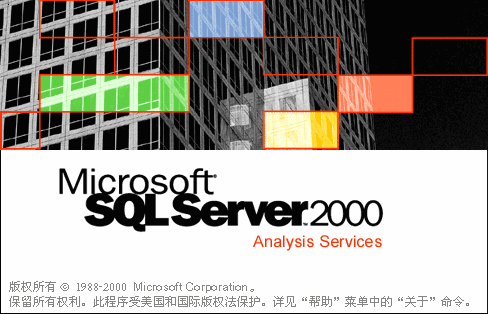 Microsoft®
SQL Server™ 2000
Analysis Services
版权所有 © 1988-2000 Microsoft Corporation。
保留所有权利。此程序受美国和国际版权法保护。详见“帮助”菜单中的“关于”命令。